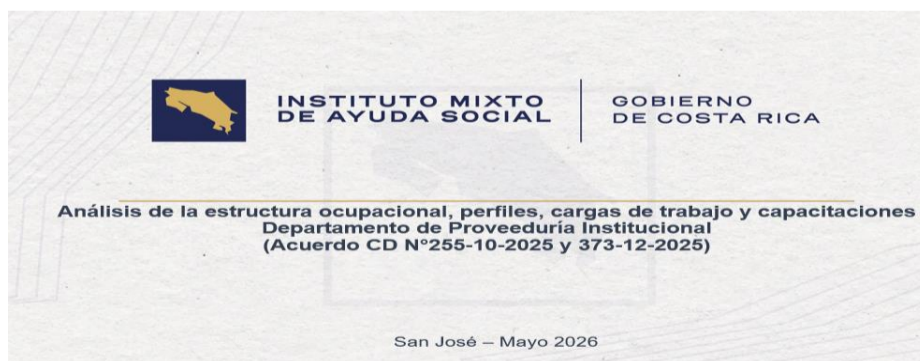 INSTITUTO MIXTO
DE AYUDA SOCIAL
GOBIERNO
DE COSTA RICA
Análisis de la estructura ocupacional, perfiles, cargas de trabajo y capacitaciones
Departamento de Proveeduría Institucional
(Acuerdo CD N°255-10-2025 y 373-12-2025)
San José – Mayo 2026